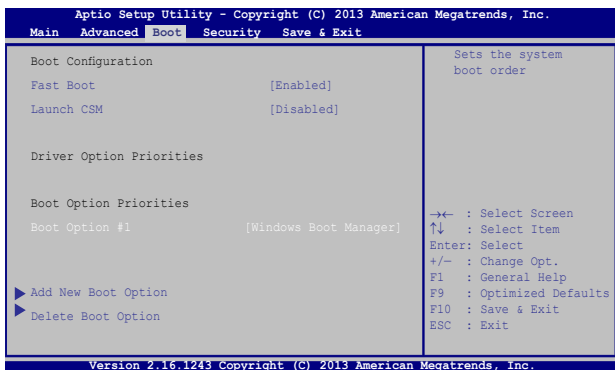 Aptio Setup Utility - Copyright (C) 2013 American Megatrends, Inc.
Main Advanced Boot Security Save & Exit
Boot Configuration
Fast Boot [Enabled]
Launch CSM [Disabled]
Driver Option Priorities
Boot Option Priorities
Boot Option #1 [Windows Boot Manager]
Add New Boot Option
Delete Boot Option
Sets the system
boot order
→← : Select Screen
↑↓ : Select Item
Enter: Select
+/— : Change Opt.
F1 : General Help
F9 : Optimized Defaults
F10 : Save & Exit
ESC : Exit
Version 2.16.1243 Copyright (C) 2013 American Megatrends, Inc.